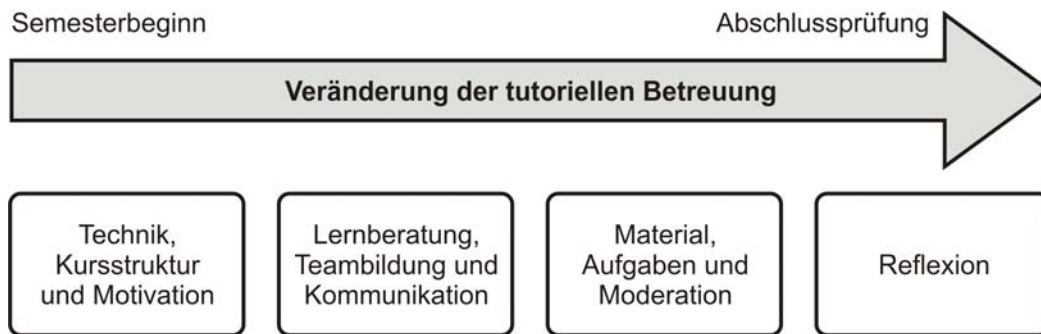 Semesterbeginn
Abschlussprüfung
Veränderung der tutoriellen Betreuung
Technik,
Kursstruktur
und Motivation
Lernberatung,
Teambildung und
Kommunikation
Material,
Aufgaben und
Moderation
Reflexion